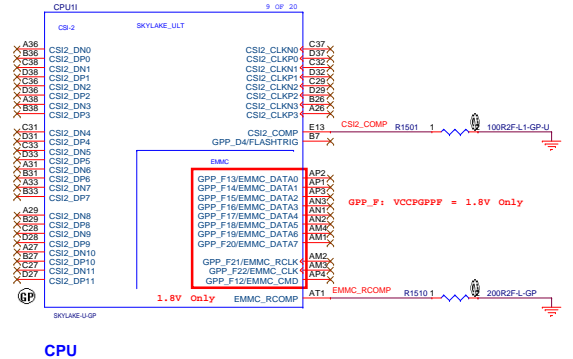 CPU1I
9 OF 20
CSI-2
SKYLAKE_ULT
A36 CSI2_DN0
B36 CSI2_DP0
C38 CSI2_DN1
D38 CSI2_DP1
C36 CSI2_DN2
D36 CSI2_DP2
A38 CSI2_DN3
B38 CSI2_DP3
C31 CSI2_DN4
D31 CSI2_DP4
C33 CSI2_DN5
D33 CSI2_DP5
A31 CSI2_DN6
B31 CSI2_DP6
A33 CSI2_DN7
B33 CSI2_DP7
A29 CSI2_DN8
B29 CSI2_DP8
C28 CSI2_DN9
D28 CSI2_DP9
A27 CSI2_DN10
B27 CSI2_DP10
C27 CSI2_DN11
D27 CSI2_DP11
CSI2_CLKN0 C37
CSI2_CLKP0 D37
CSI2_CLKN1 C32
CSI2_CLKP1 D32
CSI2_CLKN2 C29
CSI2_CLKP2 D29
CSI2_CLKN3 B26
CSI2_CLKP3 A26
CSI2_COMP E13 CSI2_COMP R1501 1 2 100R2F-L1-GP-U
GPP_D4/FLASHTRIG B7
EMMC
GPP_F13/EMMC_DATA0 AP2
GPP_F14/EMMC_DATA1 AP1
GPP_F15/EMMC_DATA2 AP3
GPP_F16/EMMC_DATA3 AN3
GPP_F17/EMMC_DATA4 AN1
GPP_F18/EMMC_DATA5 AN2
GPP_F19/EMMC_DATA6 AM4
GPP_F20/EMMC_DATA7 AM1
GPP_F: VCCPGPPF = 1.8V Only
GPP_F21/EMMC_RCLK AM2
GPP_F22/EMMC_CLK AM3
GPP_F12/EMMC_CMD AP4
GP
1.8V Only
EMMC_RCOMP AT1 EMMC_RCOMP R1510 1 2 200R2F-L-GP
SKYLAKE-U-GP
CPU